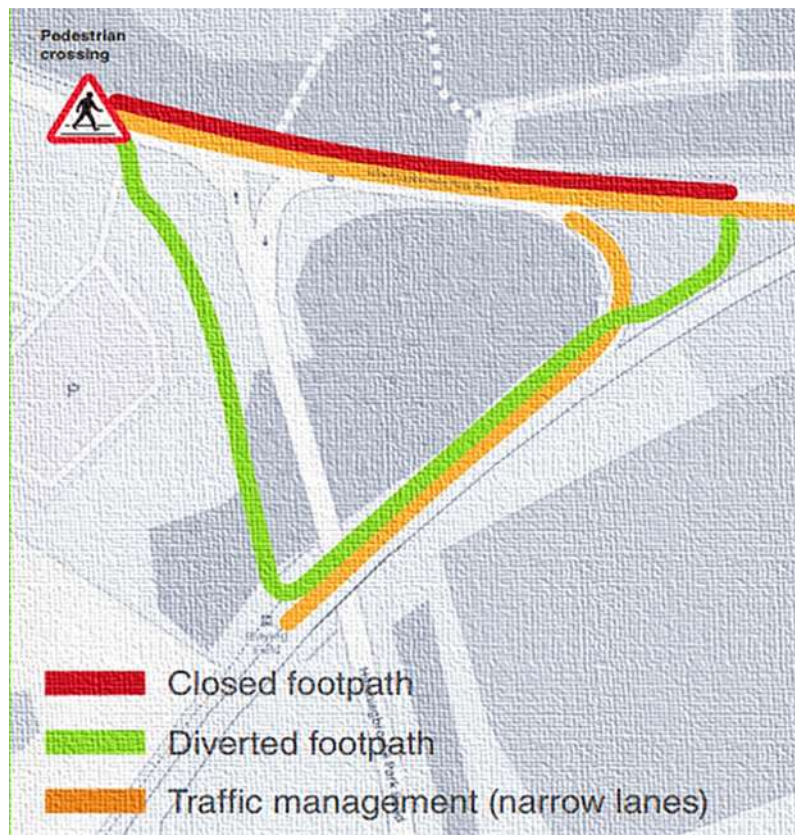 Pedestrian
crossing
P
Closed footpath
Diverted footpath
Traffic management (narrow lanes)